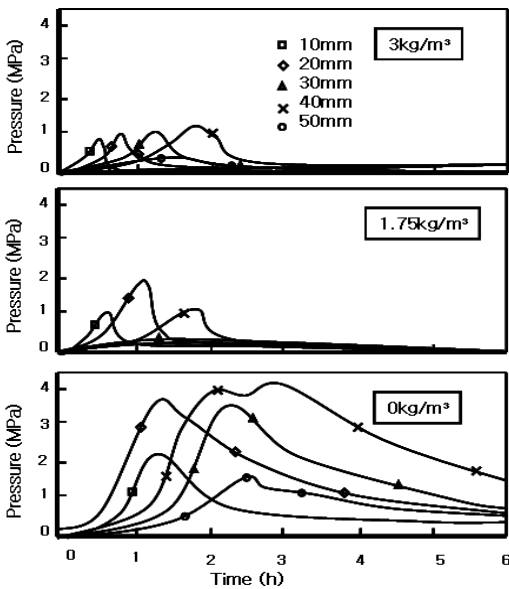 4
3
2
1
0
Pressure (MPa)
10mm
20mm
30mm
40mm
50mm
3kg/m³
4
3
2
1
0
Pressure (MPa)
1.75kg/m³
4
3
2
1
0
Pressure (MPa)
0kg/m³
0 1 2 3 4 5 6
Time (h)